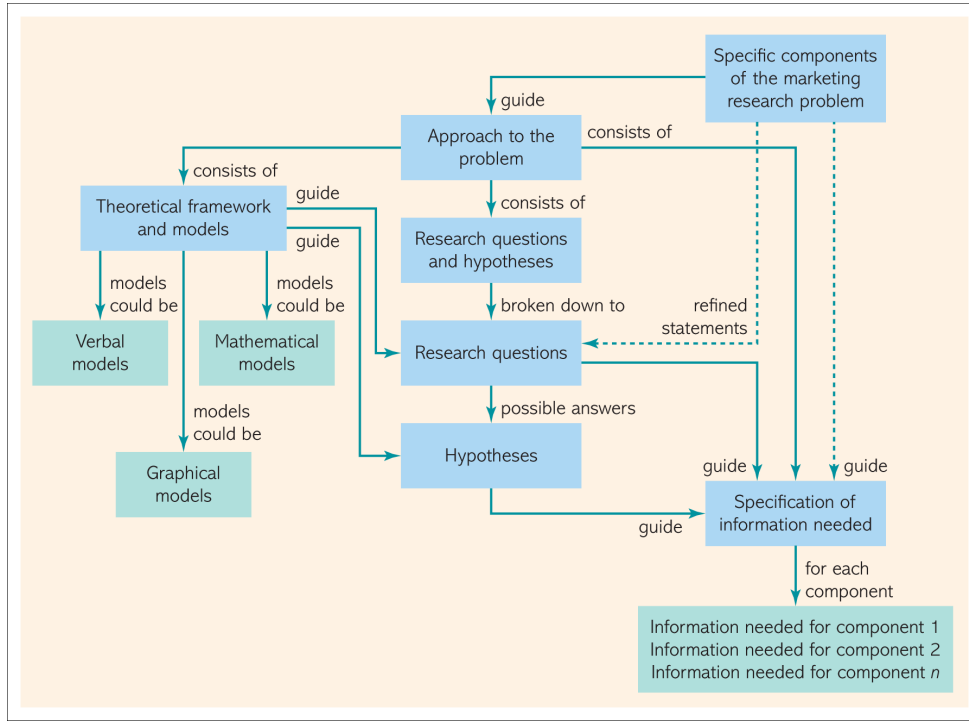 Specific components
of the marketing
research problem
guide
Approach to the
problem
consists of
consists of
Theoretical framework
and models
guide
guide
consists of
Research questions
and hypotheses
models
could be
models
could be
broken down to
refined
statements
Verbal
models
Mathematical
models
Research questions
models
could be
possible answers
Graphical
models
Hypotheses
guide
guide
Specification of
information needed
guide
for each
component
Information needed for component 1
Information needed for component 2
Information needed for component n